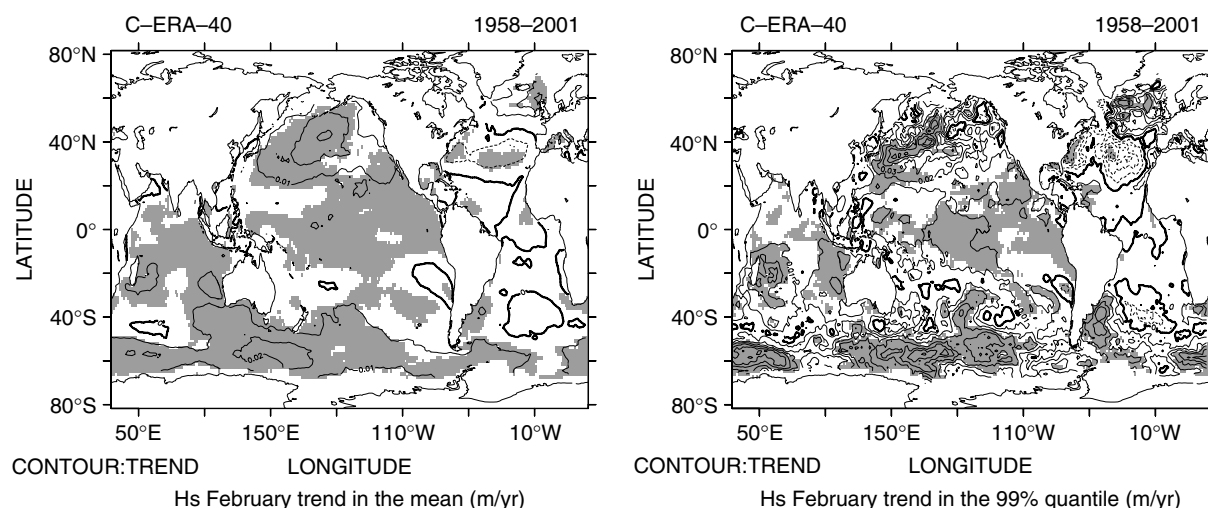 C–ERA–40 1958–2001
80°N
40°N
0°
40°S
80°S
LATITUDE
0.01
0.02
0.01
50°E 150°E 110°W 10°W
CONTOUR:TREND LONGITUDE
Hs February trend in the mean (m/yr)
C–ERA–40 1958–2001
80°N
40°N
0°
40°S
80°S
LATITUDE
50°E 150°E 110°W 10°W
CONTOUR:TREND LONGITUDE
Hs February trend in the 99% quantile (m/yr)